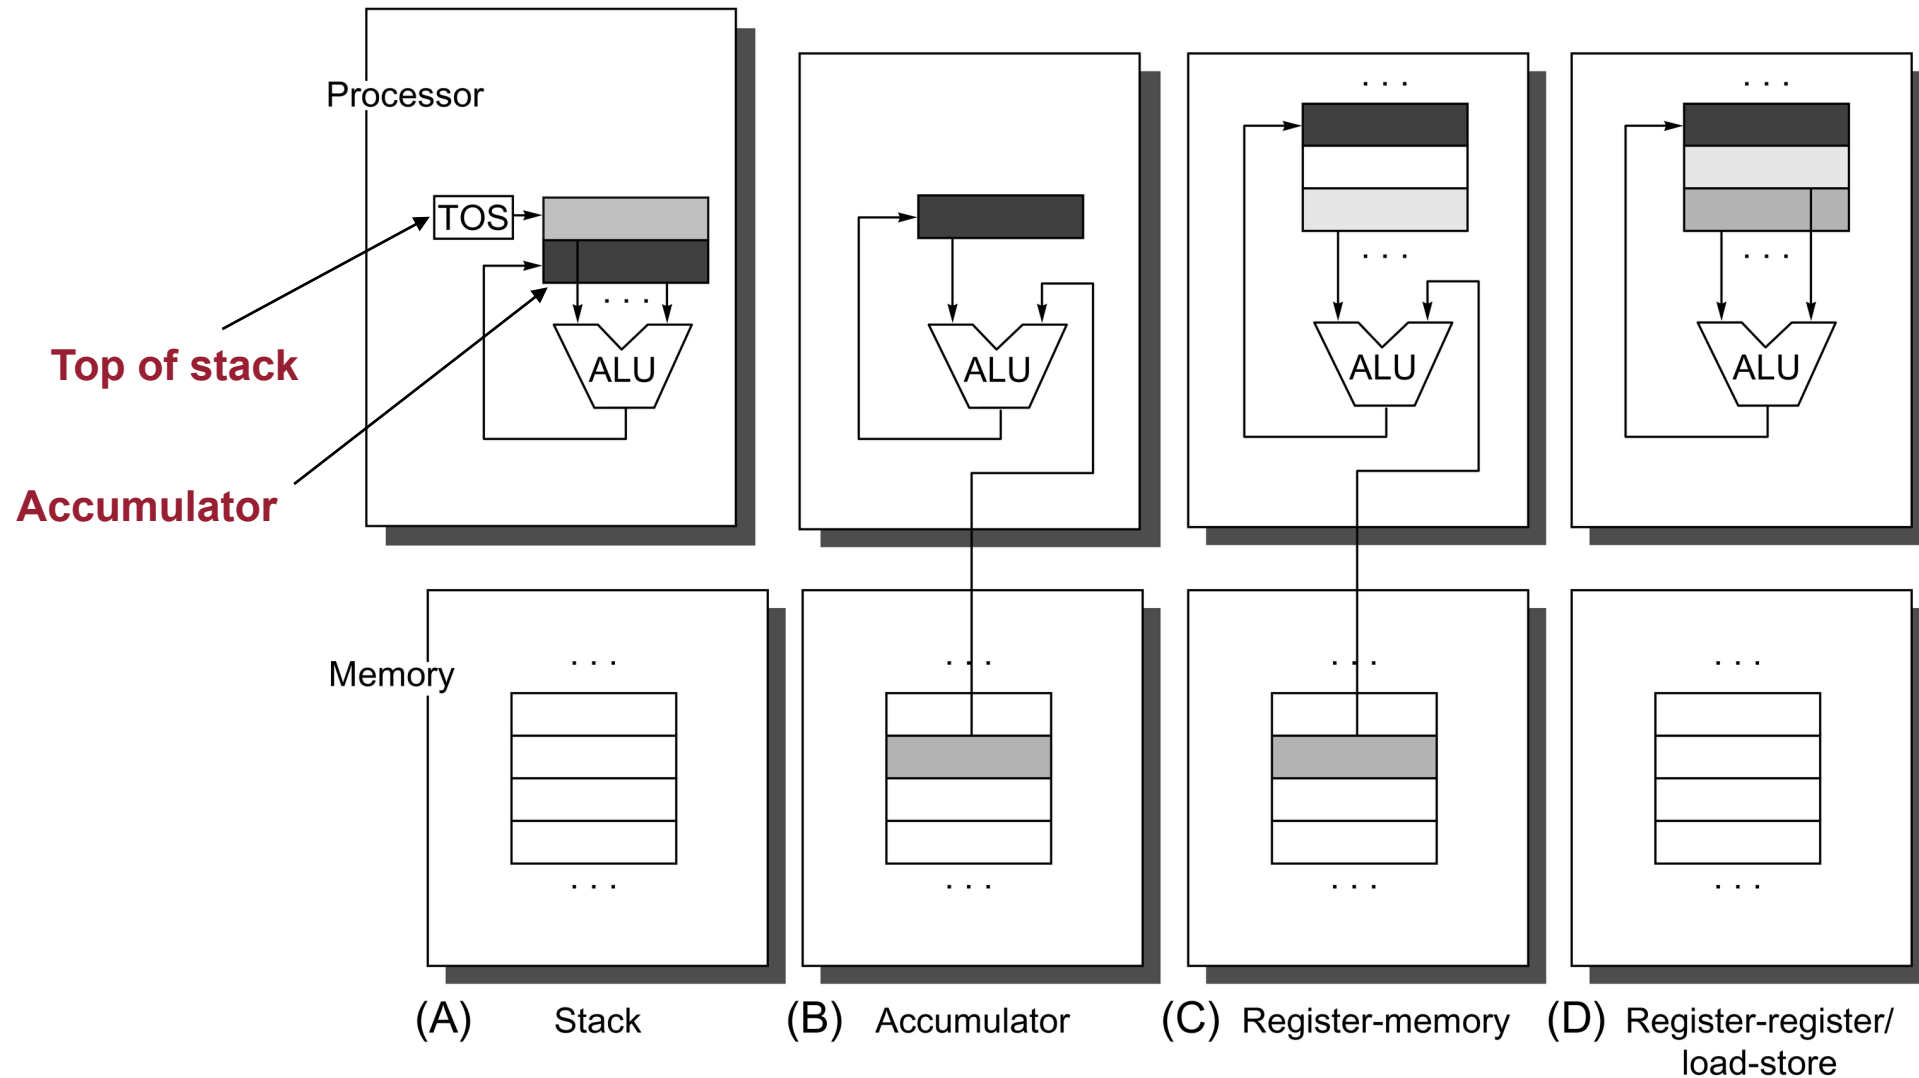 Processor
TOS
ALU
ALU
ALU
ALU
Top of stack
Accumulator
Memory
(A) Stack
(B) Accumulator
(C) Register-memory
(D) Register-register/
load-store